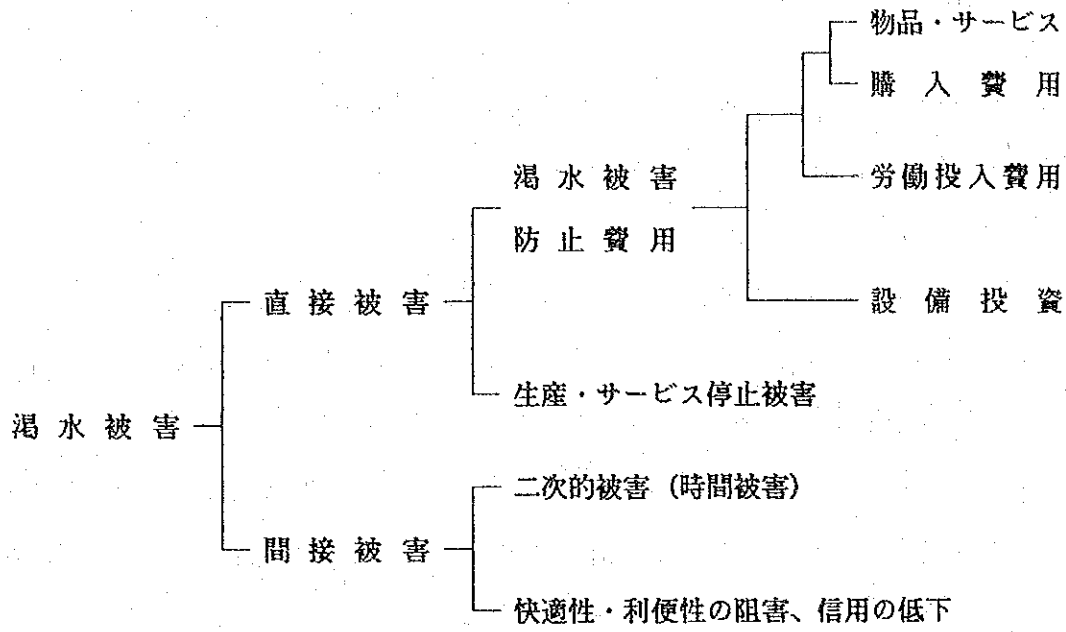 物品・サービス
購入費用
渇水被害
労働投入費用
防止費用
直接被害
設備投資
生産・サービス停止被害
渇水被害
二次的被害（時間被害）
間接被害
快適性・利便性の阻害、信用の低下